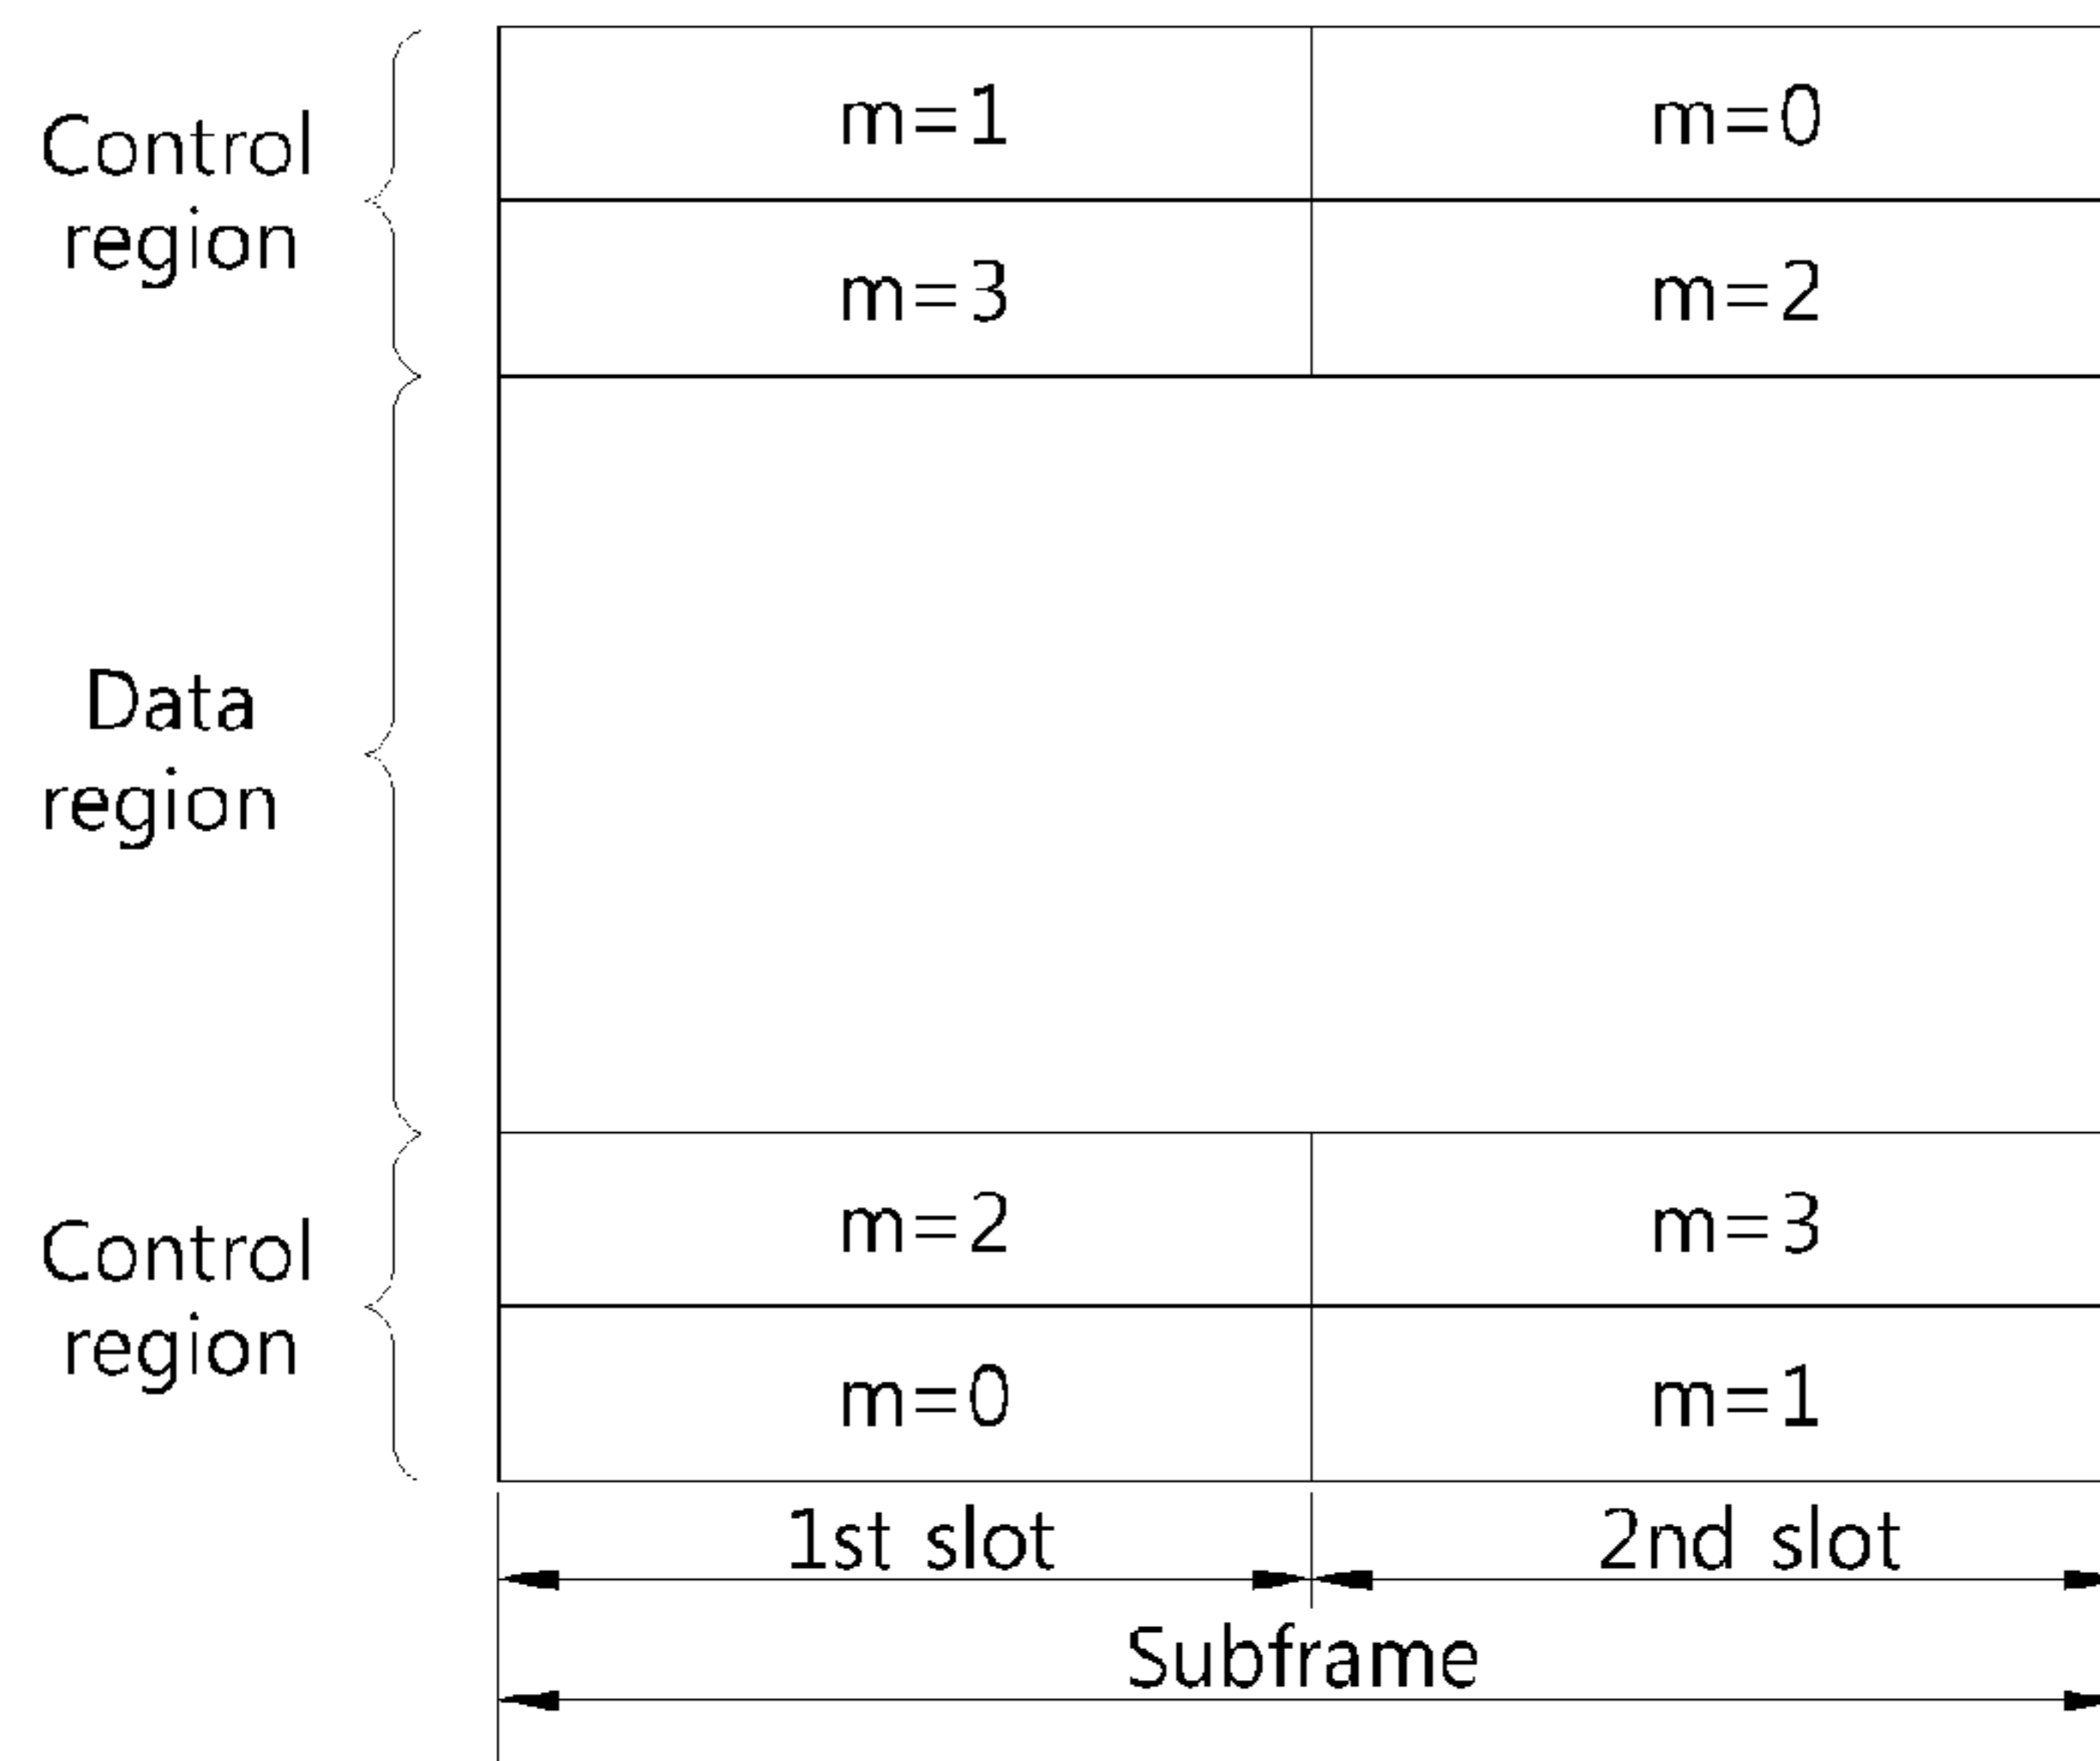 m=1 m=0
Control
region
m=3 m=2
Data
region
m=2 m=3
Control
region
m=0 m=1
1st slot 2nd slot
Subframe